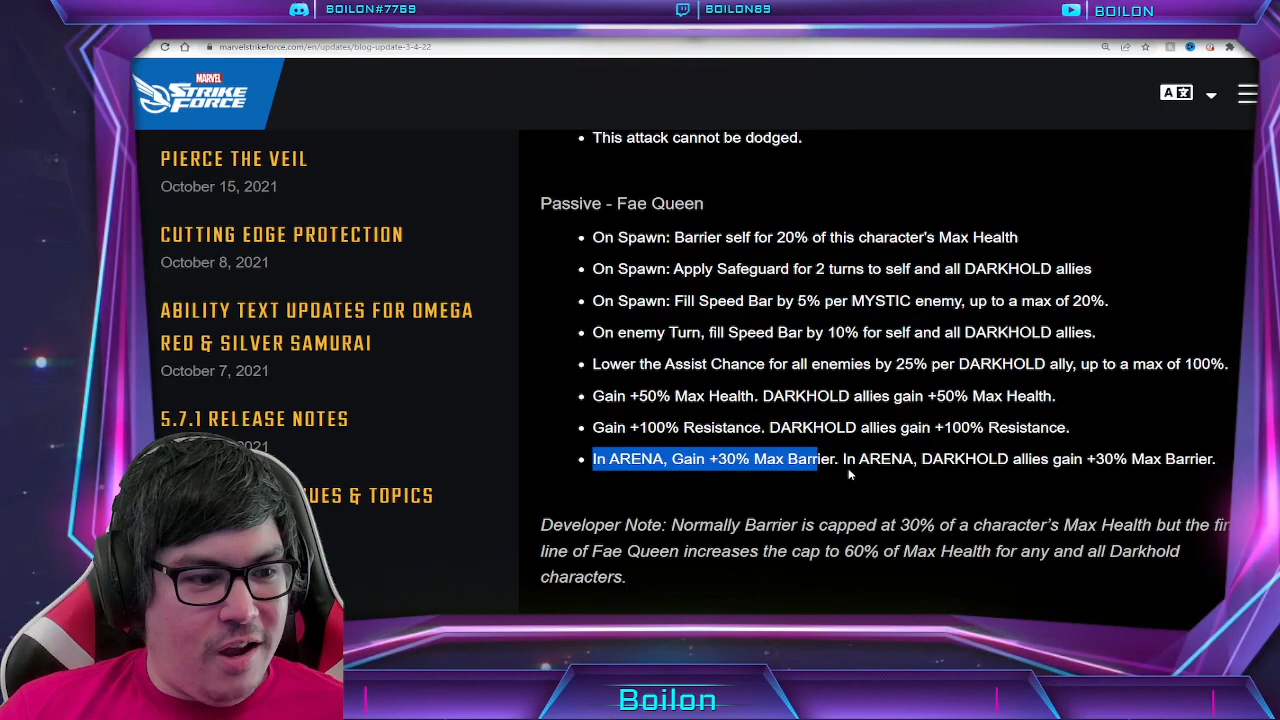 BOILON#7769
BOILON89
BOILON
marvelstrikeforce.com/en/updates/blog-update-3-4-22
MARVEL
STRIKE
FORCE
PIERCE THE VEIL
October 15, 2021
CUTTING EDGE PROTECTION
October 8, 2021
ABILITY TEXT UPDATES FOR OMEGA
RED & SILVER SAMURAI
October 7, 2021
5.7.1 RELEASE NOTES
2021
UES & TOPICS
This attack cannot be dodged.
Passive - Fae Queen
• On Spawn: Barrier self for 20% of this character's Max Health
• On Spawn: Apply Safeguard for 2 turns to self and all DARKHOLD allies
• On Spawn: Fill Speed Bar by 5% per MYSTIC enemy, up to a max of 20%.
• On enemy Turn, fill Speed Bar by 10% for self and all DARKHOLD allies.
• Lower the Assist Chance for all enemies by 25% per DARKHOLD ally, up to a max of 100%.
• Gain +50% Max Health. DARKHOLD allies gain +50% Max Health.
• Gain +100% Resistance. DARKHOLD allies gain +100% Resistance.
• In ARENA, Gain +30% Max Barrier. In ARENA, DARKHOLD allies gain +30% Max Barrier.
Developer Note: Normally Barrier is capped at 30% of a character's Max Health but the
line of Fae Queen increases the cap to 60% of Max Health for any and all Darkhold
characters.
Boilon